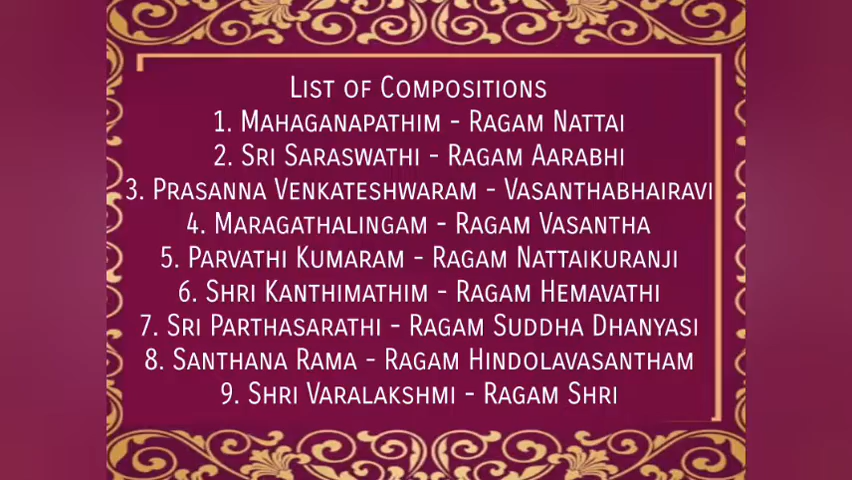 List of Compositions
1. Mahaganapathim - Ragam Nattai
2. Sri Saraswathi - Ragam Aarabhi
3. Prasanna Venkateshwaram - Vasanthabhairavi
4. Maragathalingam - Ragam Vasantha
5. Parvathi Kumaram - Ragam Nattaikuranji
6. Shri Kanthimathim - Ragam Hemavathi
7. Sri Parthasarathi - Ragam Suddha Dhanyasi
8. Santhana Rama - Ragam Hindolavasantham
9. Shri Varalakshmi - Ragam Shri